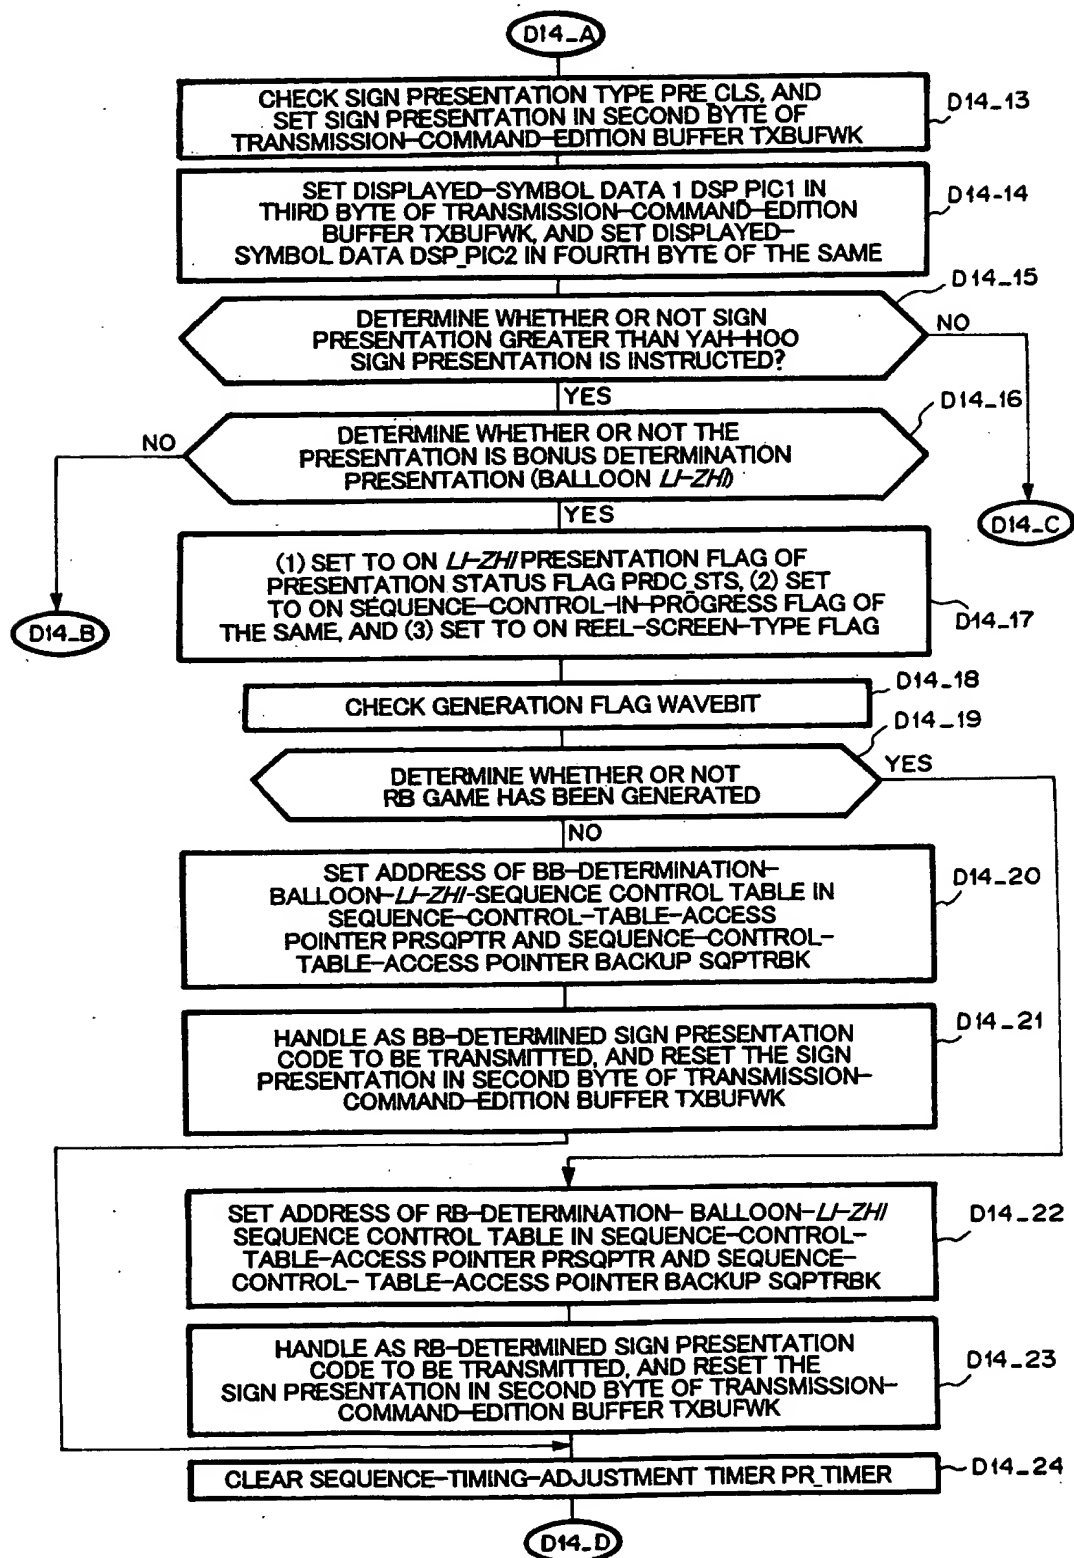 D14_A
CHECK SIGN PRESENTATION TYPE PRE_CLS, AND
SET SIGN PRESENTATION IN SECOND BYTE OF
TRANSMISSION-COMMAND-EDITION BUFFER TXBUFWK
D14_13
SET DISPLAYED-SYMBOL DATA 1 DSP_PIC1 IN
THIRD BYTE OF TRANSMISSION-COMMAND-EDITION
BUFFER TXBUFWK, AND SET DISPLAYED-
SYMBOL DATA DSP_PIC2 IN FOURTH BYTE OF THE SAME
D14_14
D14_15
DETERMINE WHETHER OR NOT SIGN
PRESENTATION GREATER THAN YAH-HOO
SIGN PRESENTATION IS INSTRUCTED?
NO
YES
D14_16
NO
DETERMINE WHETHER OR NOT THE
PRESENTATION IS BONUS DETERMINATION
PRESENTATION (BALLOON LI-ZHI)
YES
D14_C
(1) SET TO ON LI-ZHI PRESENTATION FLAG OF
PRESENTATION STATUS FLAG PRDC_STS, (2) SET
TO ON SEQUENCE-CONTROL-IN-PROGRESS FLAG OF
THE SAME, AND (3) SET TO ON REEL-SCREEN-TYPE FLAG
D14_B
D14_17
D14_18
CHECK GENERATION FLAG WAVEBIT
D14_19
DETERMINE WHETHER OR NOT
RB GAME HAS BEEN GENERATED
YES
NO
SET ADDRESS OF BB-DETERMINATION-
BALLOON-LI-ZHI-SEQUENCE CONTROL TABLE IN
SEQUENCE-CONTROL-TABLE-ACCESS
POINTER PRSQPTR AND SEQUENCE-CONTROL-
TABLE-ACCESS POINTER BACKUP SQPTRBK
D14_20
HANDLE AS BB-DETERMINED SIGN PRESENTATION
CODE TO BE TRANSMITTED, AND RESET THE SIGN
PRESENTATION IN SECOND BYTE OF TRANSMISSION-
COMMAND-EDITION BUFFER TXBUFWK
D14_21
SET ADDRESS OF RB-DETERMINATION- BALLOON-LI-ZHI
SEQUENCE CONTROL TABLE IN SEQUENCE-CONTROL-
TABLE-ACCESS POINTER PRSQPTR AND SEQUENCE-
CONTROL- TABLE-ACCESS POINTER BACKUP SQPTRBK
D14_22
HANDLE AS RB-DETERMINED SIGN PRESENTATION
CODE TO BE TRANSMITTED, AND RESET THE
SIGN PRESENTATION IN SECOND BYTE OF TRANSMISSION-
COMMAND-EDITION BUFFER TXBUFWK
D14_23
CLEAR SEQUENCE-TIMING-ADJUSTMENT TIMER PR_TIMER
D14_24
D14_D